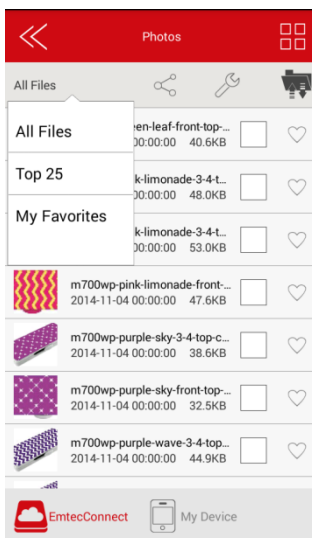 Photos
All Files
All Files
Top 25
My Favorites
een-leaf-front-top-...
00:00:00 40.6KB
k-limonade-3-4-t...
00:00:00 48.0KB
k-limonade-3-4-t...
00:00:00 53.0KB
m700wp-pink-limonade-front-...
2014-11-04 00:00:00 47.6KB
m700wp-purple-sky-3-4-top-c...
2014-11-04 00:00:00 38.6KB
m700wp-purple-sky-front-top-...
2014-11-04 00:00:00 32.5KB
m700wp-purple-wave-3-4-top...
2014-11-04 00:00:00 44.9KB
EmtecConnect
My Device